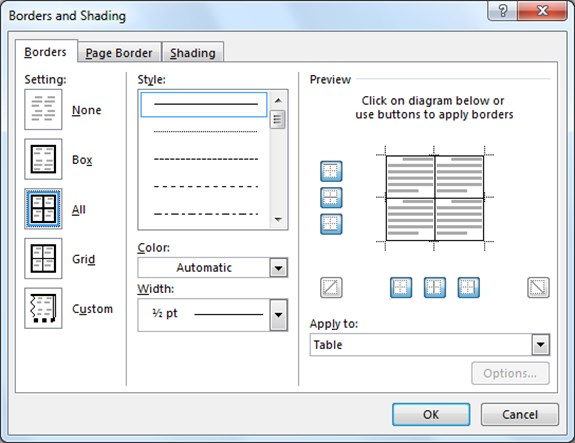 Borders and Shading
?
Borders
Page Border
Shading
Setting:
None
Box
All
Grid
Custom
Style:
Color:
Automatic
Width:
½ pt
Preview
Click on diagram below or
use buttons to apply borders
Apply to:
Table
Options...
OK
Cancel